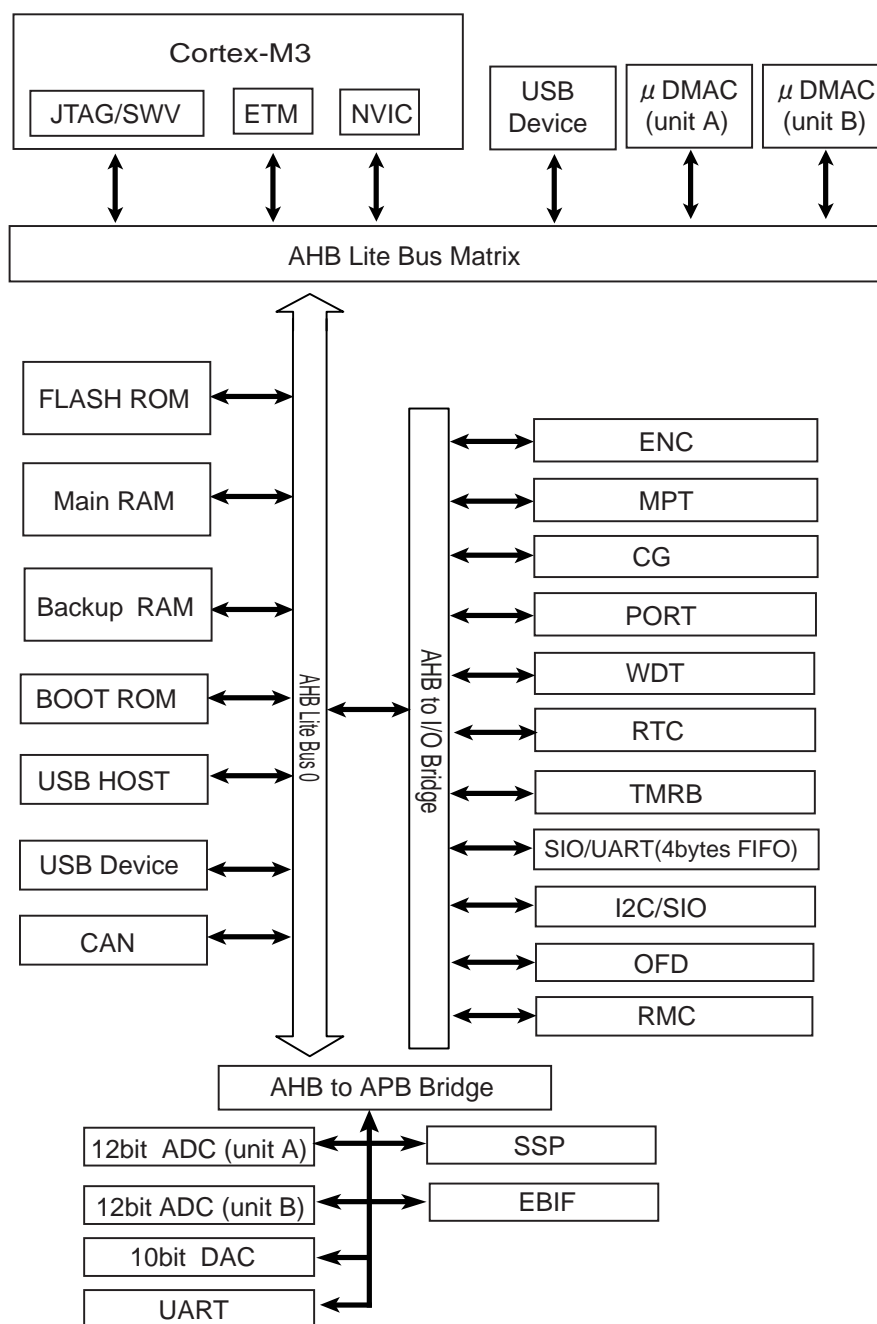 Cortex-M3
JTAG/SWV
ETM
NVIC
USB
Device
μ DMAC
(unit A)
μ DMAC
(unit B)
AHB Lite Bus Matrix
FLASH ROM
Main RAM
Backup RAM
BOOT ROM
USB HOST
USB Device
CAN
AHB Lite Bus 0
AHB to I/O Bridge
ENC
MPT
CG
PORT
WDT
RTC
TMRB
SIO/UART(4bytes FIFO)
I2C/SIO
OFD
RMC
AHB to APB Bridge
12bit ADC (unit A)
SSP
12bit ADC (unit B)
EBIF
10bit DAC
UART